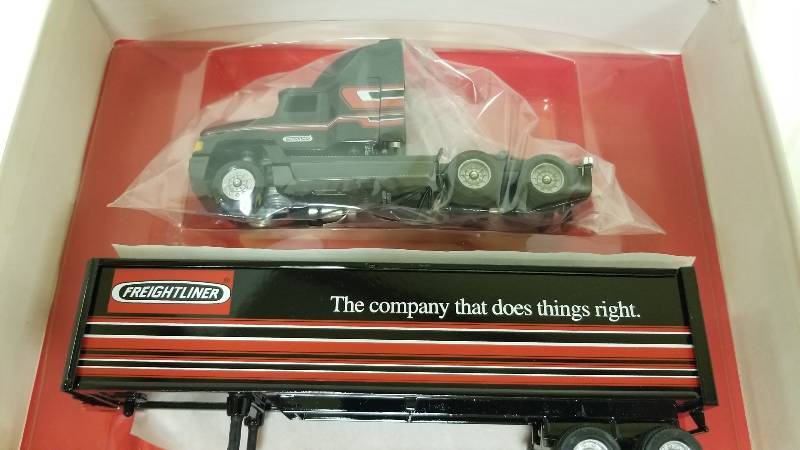 FREIGHTLINER
The company that does things right.